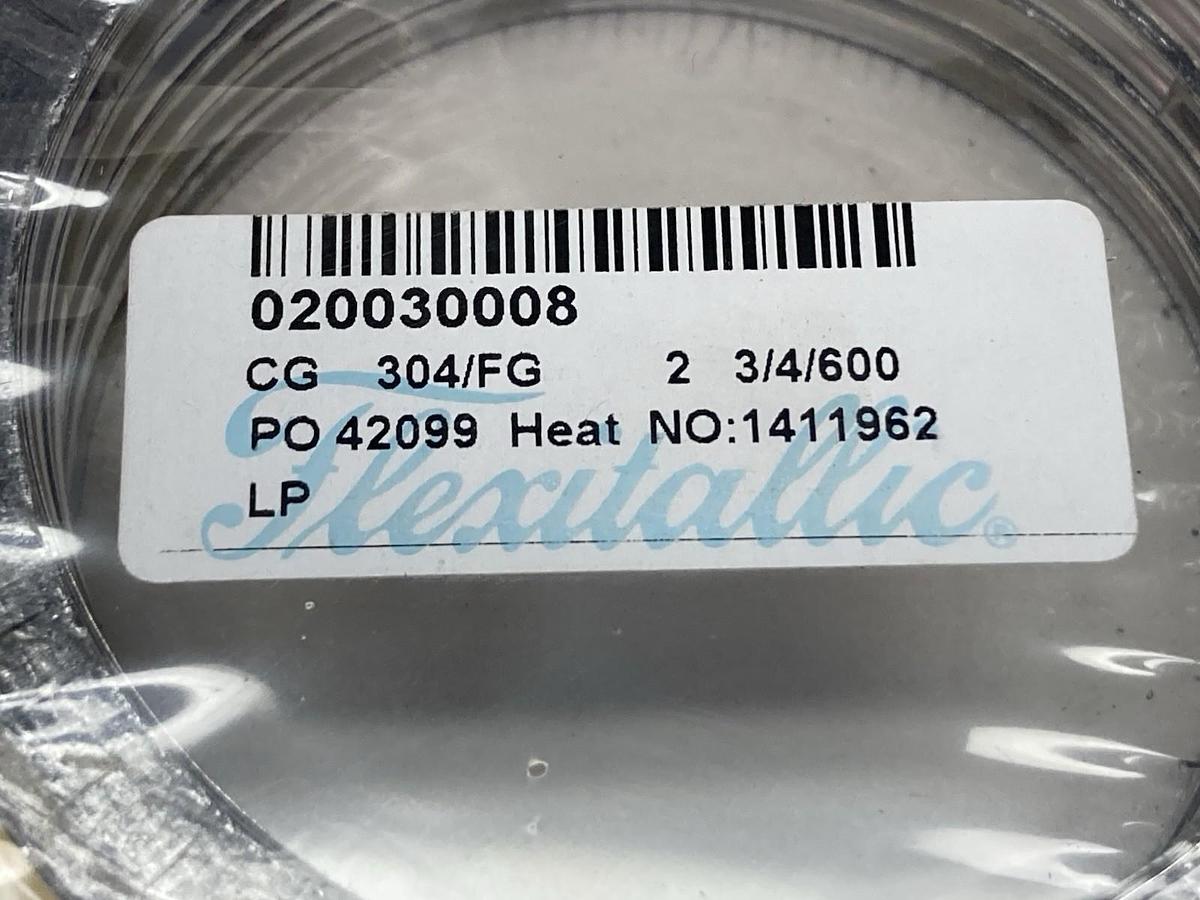 020030008
CG 304/FG 2 3/4/600
PO 42099 Heat NO:1411962
LP
Flexitallic®